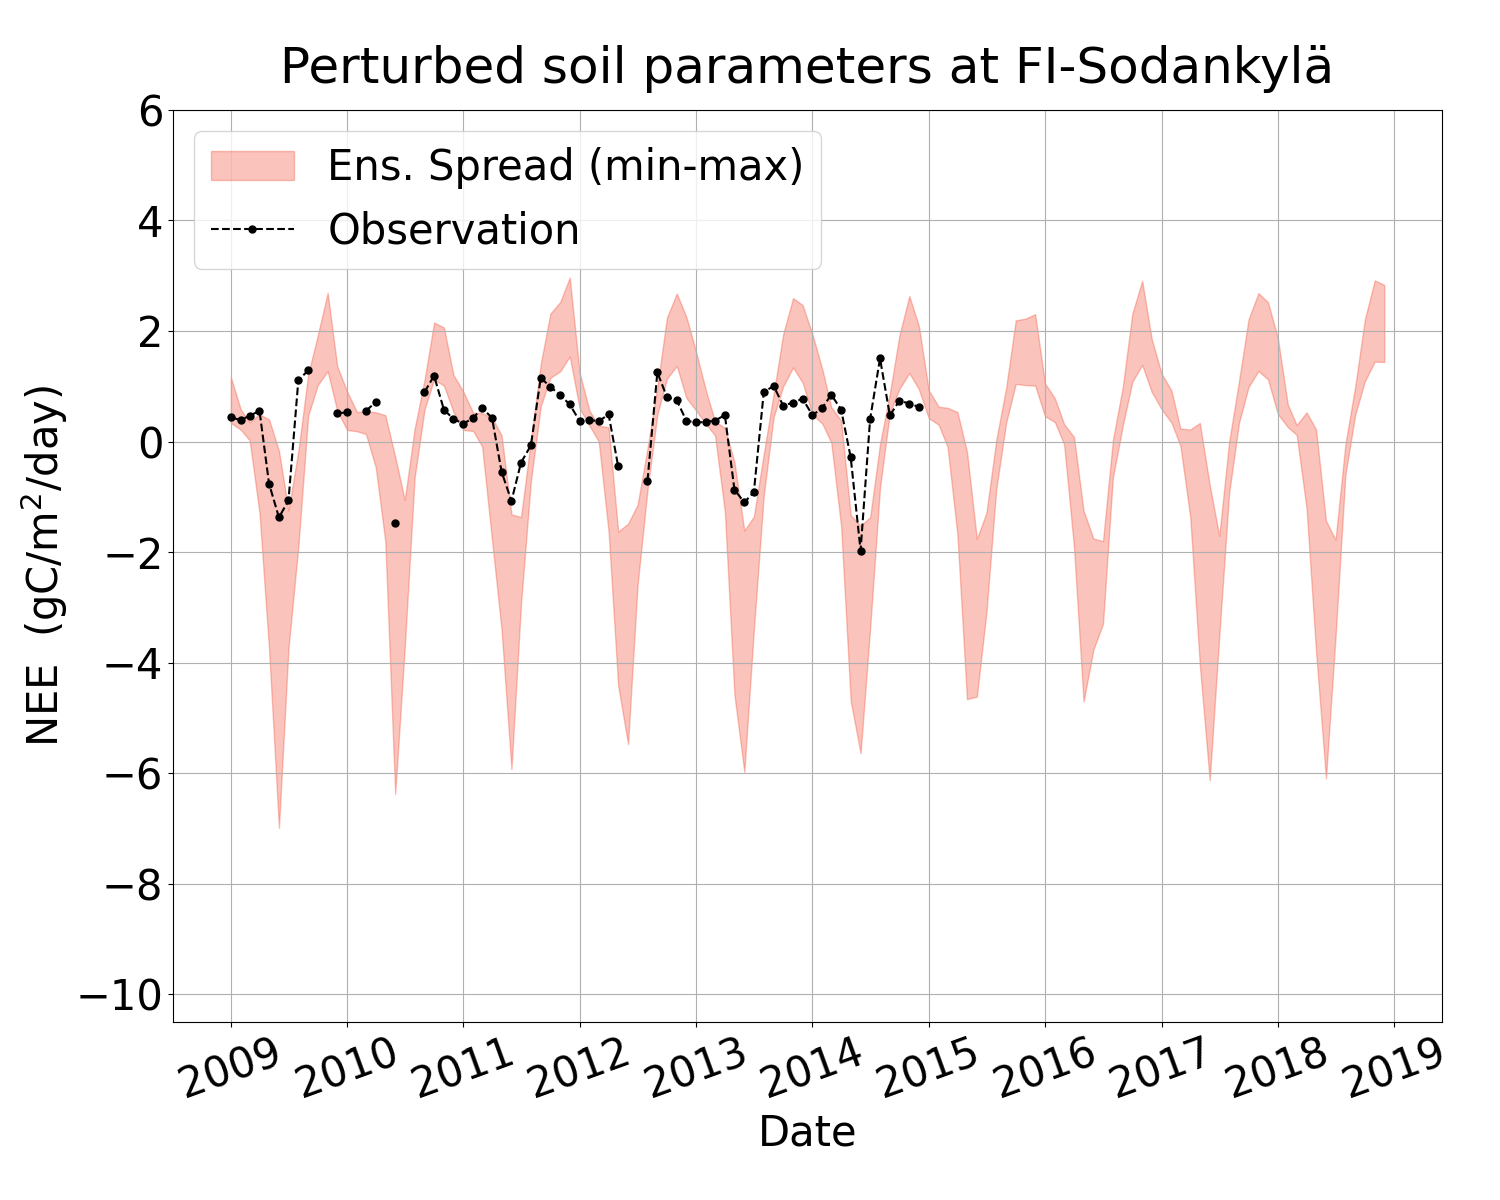 Perturbed soil parameters at FI-Sodankylä
Ens. Spread (min-max)
Observation
NEE (gC/m²/day)
6
4
2
0
−2
−4
−6
−8
−10
2009 2010 2011 2012 2013 2014 2015 2016 2017 2018 2019
Date